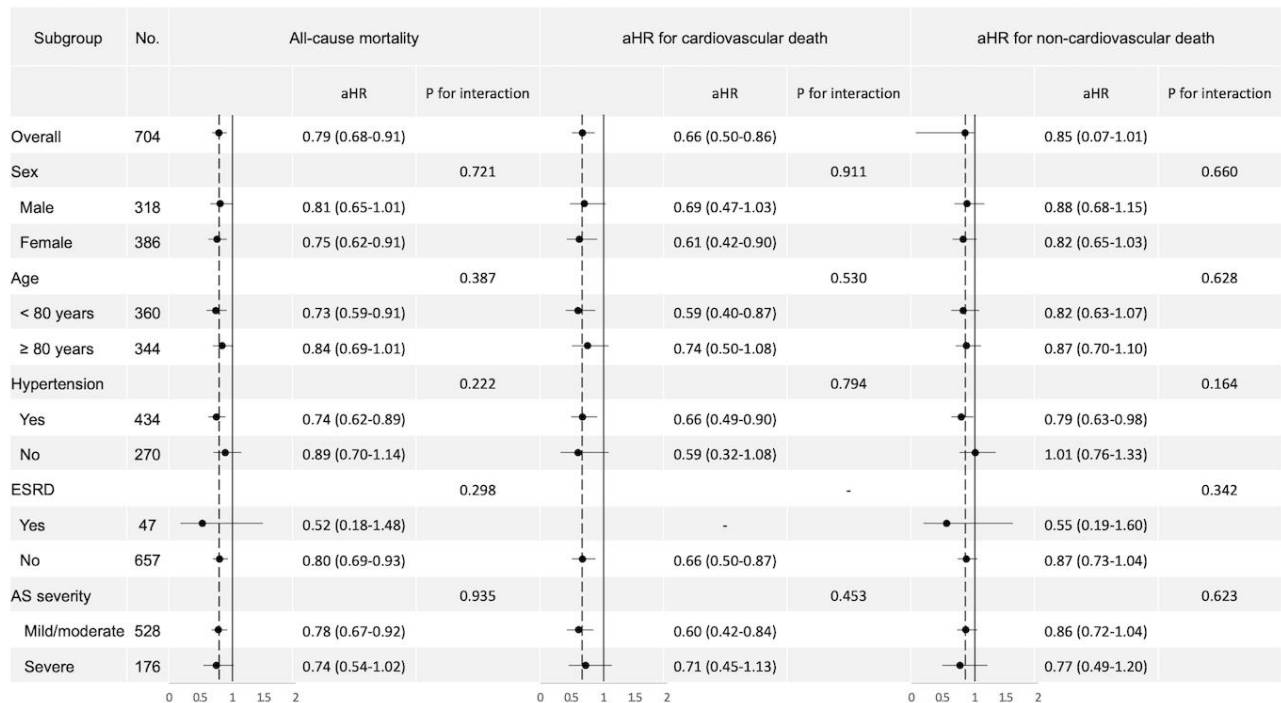 Subgroup No. All-cause mortality aHR for cardiovascular death aHR for non-cardiovascular death
aHR P for interaction aHR P for interaction aHR P for interaction
Overall 704 0.79 (0.68-0.91) 0.66 (0.50-0.86) 0.85 (0.07-1.01)
Sex 0.721 0.911 0.660
Male 318 0.81 (0.65-1.01) 0.69 (0.47-1.03) 0.88 (0.68-1.15)
Female 386 0.75 (0.62-0.91) 0.61 (0.42-0.90) 0.82 (0.65-1.03)
Age 0.387 0.530 0.628
< 80 years 360 0.73 (0.59-0.91) 0.59 (0.40-0.87) 0.82 (0.63-1.07)
≥ 80 years 344 0.84 (0.69-1.01) 0.74 (0.50-1.08) 0.87 (0.70-1.10)
Hypertension 0.222 0.794 0.164
Yes 434 0.74 (0.62-0.89) 0.66 (0.49-0.90) 0.79 (0.63-0.98)
No 270 0.89 (0.70-1.14) 0.59 (0.32-1.08) 1.01 (0.76-1.33)
ESRD 0.298 - 0.342
Yes 47 0.52 (0.18-1.48) - 0.55 (0.19-1.60)
No 657 0.80 (0.69-0.93) 0.66 (0.50-0.87) 0.87 (0.73-1.04)
AS severity 0.935 0.453 0.623
Mild/moderate 528 0.78 (0.67-0.92) 0.60 (0.42-0.84) 0.86 (0.72-1.04)
Severe 176 0.74 (0.54-1.02) 0.71 (0.45-1.13) 0.77 (0.49-1.20)
0 0.5 1 1.5 2 0 0.5 1 1.5 2 0 0.5 1 1.5 2